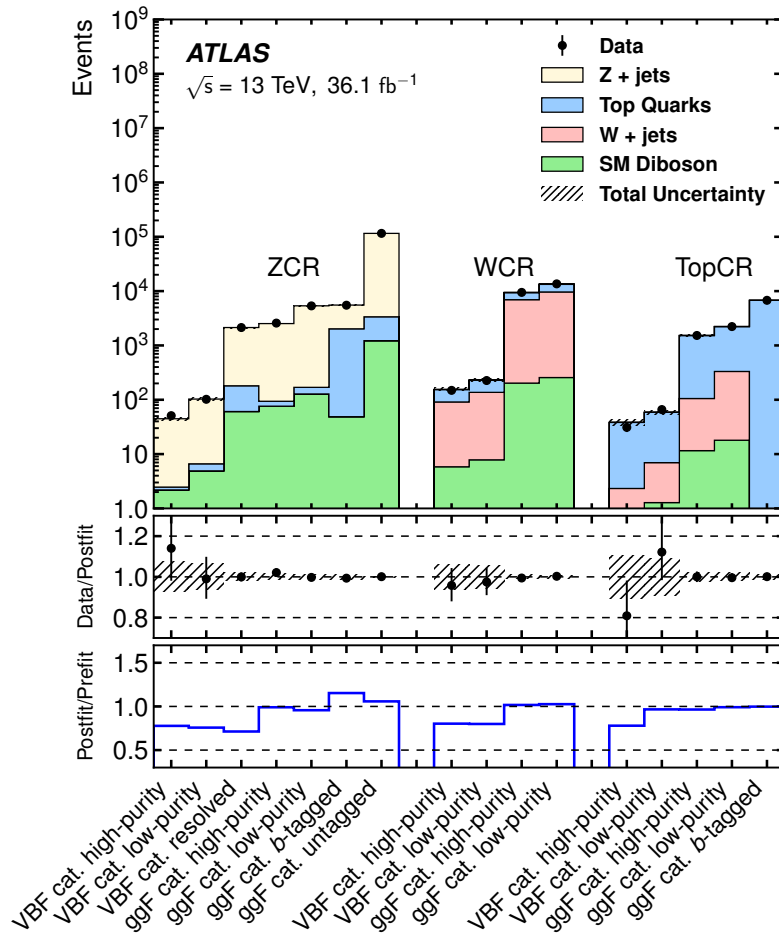 Events
10⁹
10⁸
10⁷
10⁶
10⁵
10⁴
10³
10²
10
1.0
ATLAS
√s = 13 TeV, 36.1 fb⁻¹
Data
Z + jets
Top Quarks
W + jets
SM Diboson
Total Uncertainty
ZCR
WCR
TopCR
Data/Postfit
1.2
1.0
0.8
Postfit/Prefit
1.5
1.0
0.5
VBF cat. high-purity
VBF cat. low-purity
VBF cat. resolved
ggF cat. high-purity
ggF cat. low-purity
ggF cat. b-tagged
ggF cat. untagged
VBF cat. high-purity
VBF cat. low-purity
ggF cat. high-purity
ggF cat. low-purity
VBF cat. high-purity
VBF cat. low-purity
ggF cat. high-purity
ggF cat. low-purity
ggF cat. b-tagged